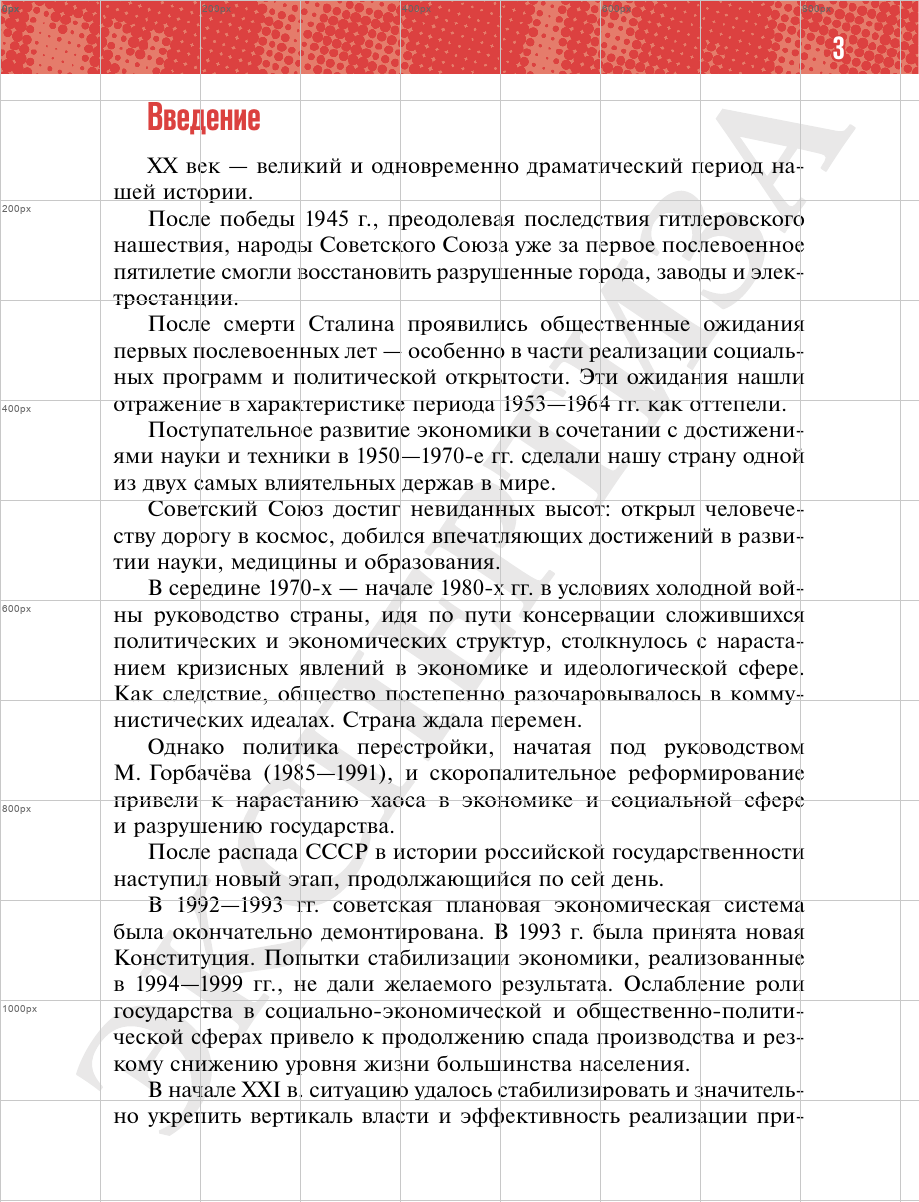 3
Введение
XX век — великий и одновременно драматический период на-
шей истории.
После победы 1945 г., преодолевая последствия гитлеровского
нашествия, народы Советского Союза уже за первое послевоенное
пятилетие смогли восстановить разрушенные города, заводы и элек-
тростанции.
После смерти Сталина проявились общественные ожидания
первых послевоенных лет — особенно в части реализации социаль-
ных программ и политической открытости. Эти ожидания нашли
отражение в характеристике периода 1953—1964 гг. как оттепели.
Поступательное развитие экономики в сочетании с достижени-
ями науки и техники в 1950—1970-е гг. сделали нашу страну одной
из двух самых влиятельных держав в мире.
Советский Союз достиг невиданных высот: открыл человече-
ству дорогу в космос, добился впечатляющих достижений в разви-
тии науки, медицины и образования.
В середине 1970-х — начале 1980-х гг. в условиях холодной вой-
ны руководство страны, идя по пути консервации сложившихся
политических и экономических структур, столкнулось с нараста-
нием кризисных явлений в экономике и идеологической сфере.
Как следствие, общество постепенно разочаровывалось в комму-
нистических идеалах. Страна ждала перемен.
Однако политика перестройки, начатая под руководством
М. Горбачёва (1985—1991), и скоропалительное реформирование
привели к нарастанию хаоса в экономике и социальной сфере
и разрушению государства.
После распада СССР в истории российской государственности
наступил новый этап, продолжающийся по сей день.
В 1992—1993 гг. советская плановая экономическая система
была окончательно демонтирована. В 1993 г. была принята новая
Конституция. Попытки стабилизации экономики, реализованные
в 1994—1999 гг., не дали желаемого результата. Ослабление роли
государства в социально-экономической и общественно-полити-
ческой сферах привело к продолжению спада производства и рез-
кому снижению уровня жизни большинства населения.
В начале XXI в. ситуацию удалось стабилизировать и значитель-
но укрепить вертикаль власти и эффективность реализации при-
ЭКСПЕРТИЗА
200px
400px
600px
800px
1000px